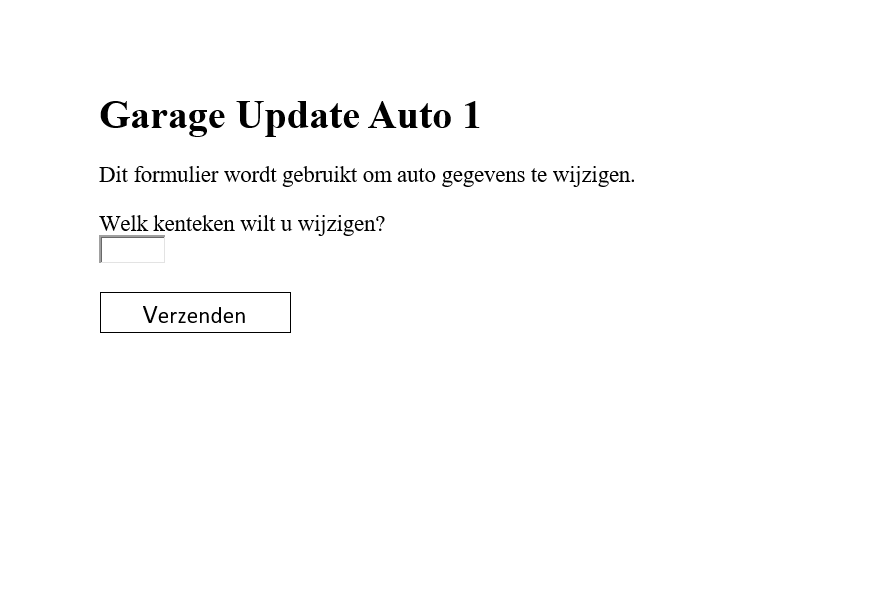 Garage Update Auto 1
Dit formulier wordt gebruikt om auto gegevens te wijzigen.
Welk kenteken wilt u wijzigen?
Verzenden